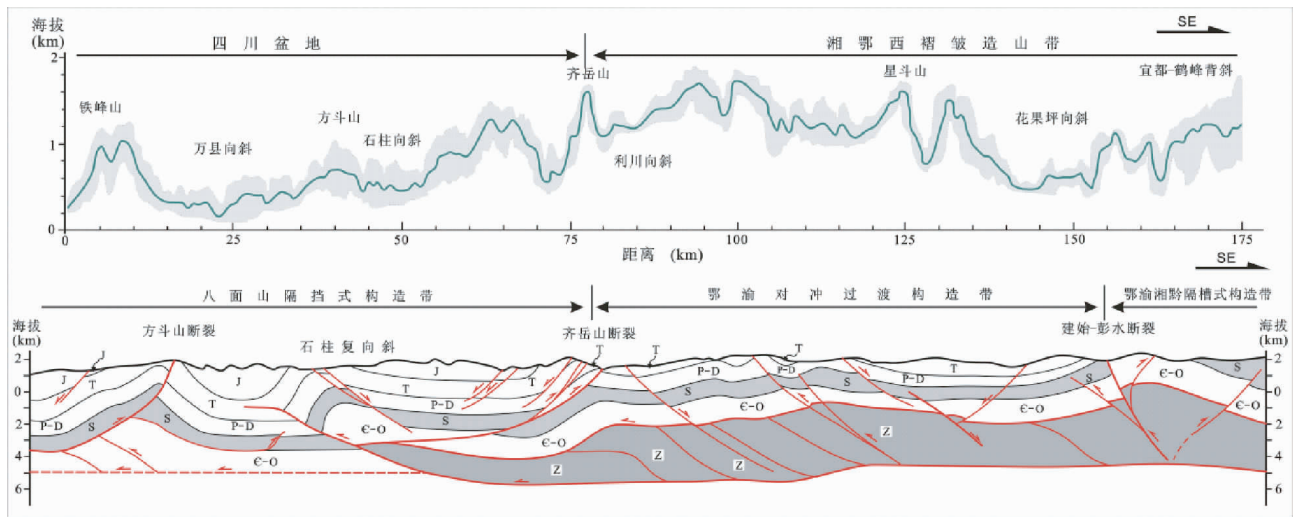 海拔
(km)
四川盆地
齐岳山
湘鄂西褶皱造山带
SE
铁峰山
万县向斜
方斗山
石柱向斜
利川向斜
星斗山
花果坪向斜
宜都-鹤峰背斜
2
1
0
0 25 50 75 100 125 150 175
距离 (km)
SE
八面山隔挡式构造带
鄂渝对冲过渡构造带
鄂渝湘黔隔槽式构造带
海拔
(km)
方斗山断裂
石柱复向斜
齐岳山断裂
建始-彭水断裂
海拔
(km)
2
0
2
4
6
J
J
T
P-D
S
S
J
T
P-D
Є-O
Є-O
J
T
T
P-D
S
Є-O
T
T
P-D
S
Є-O
T
P-D
S
P-D
T
Є-O
Є-O
S
Є-O
Z
Z
Z
Z
2
0
2
4
6